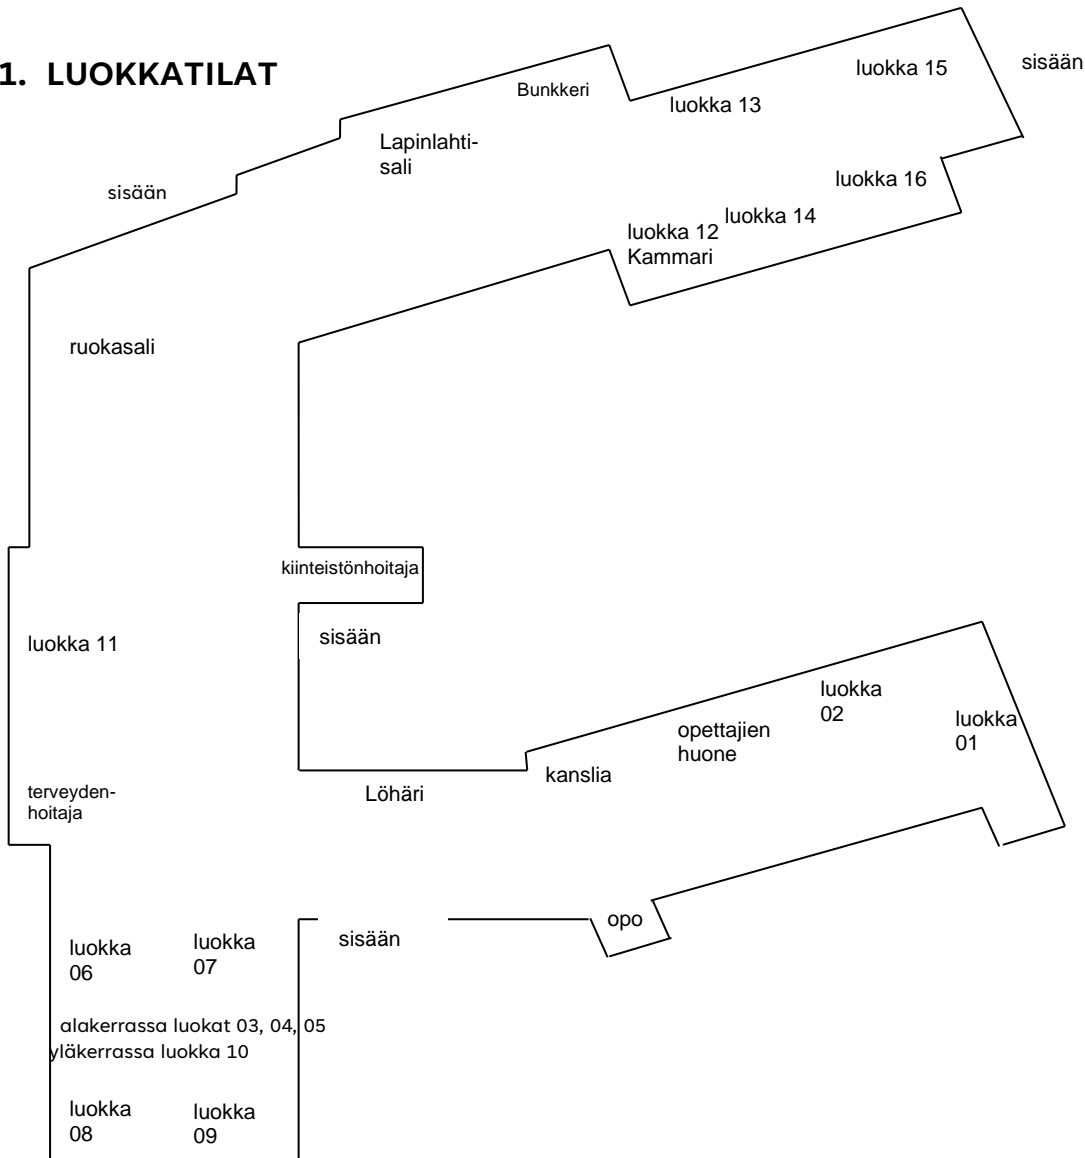 1. LUOKKATILAT
sisään
luokka 15
Bunkkeri
luokka 13
Lapinlahti-
sali
sisään
luokka 16
luokka 14
luokka 12
Kammari
ruokasali
kiinteistönhoitaja
sisään
luokka 11
luokka
02
luokka
01
opettajien
huone
kanslia
Löhäri
terveyden-
hoitaja
opo
sisään
luokka
06
luokka
07
alakerrassa luokat 03, 04, 05
yläkerrassa luokka 10
luokka
08
luokka
09